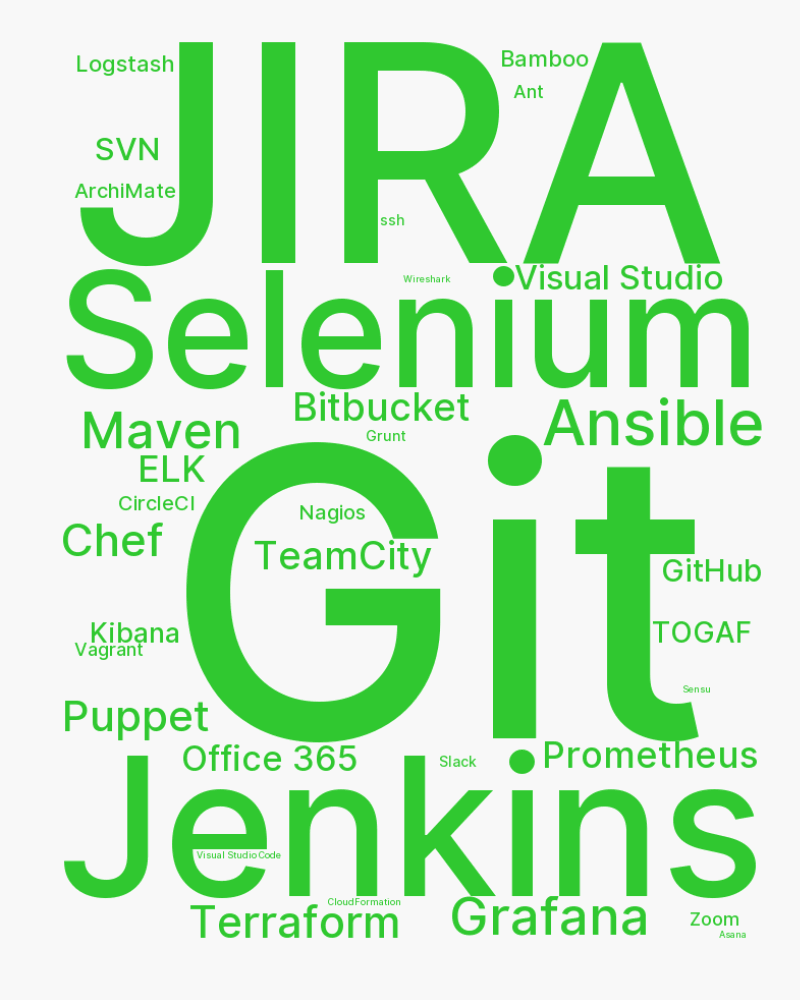 JIRA
Logstash
Bamboo
Ant
SVN
ArchiMate
ssh
Selenium
Wireshark
Visual Studio
Bitbucket
Ansible
Maven
Grunt
ELK
Git
CircleCI
Nagios
Chef
TeamCity
GitHub
Kibana
TOGAF
Vagrant
Sensu
Puppet
Office 365
Slack
Prometheus
Jenkins
Visual Studio Code
CloudFormation
Terraform
Grafana
Zoom
Asana